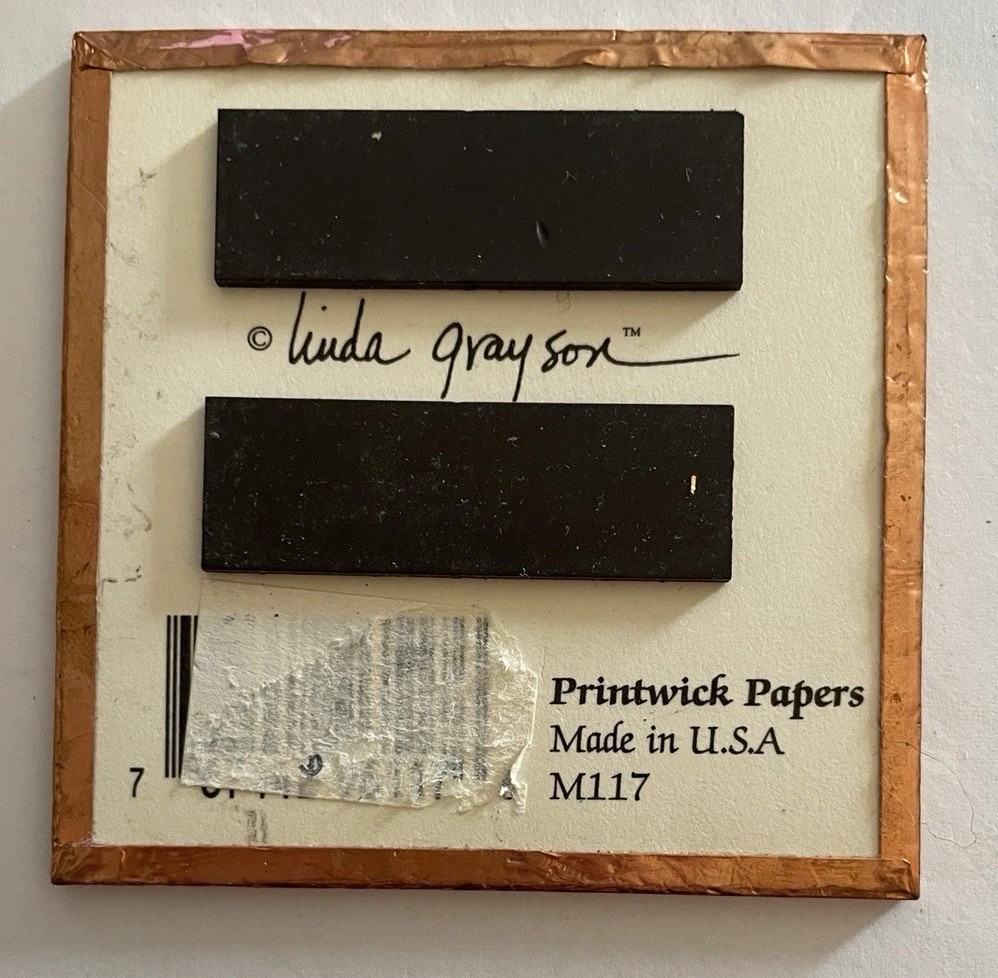 © linda grayson™
Printwick Papers
Made in U.S.A
7
M117